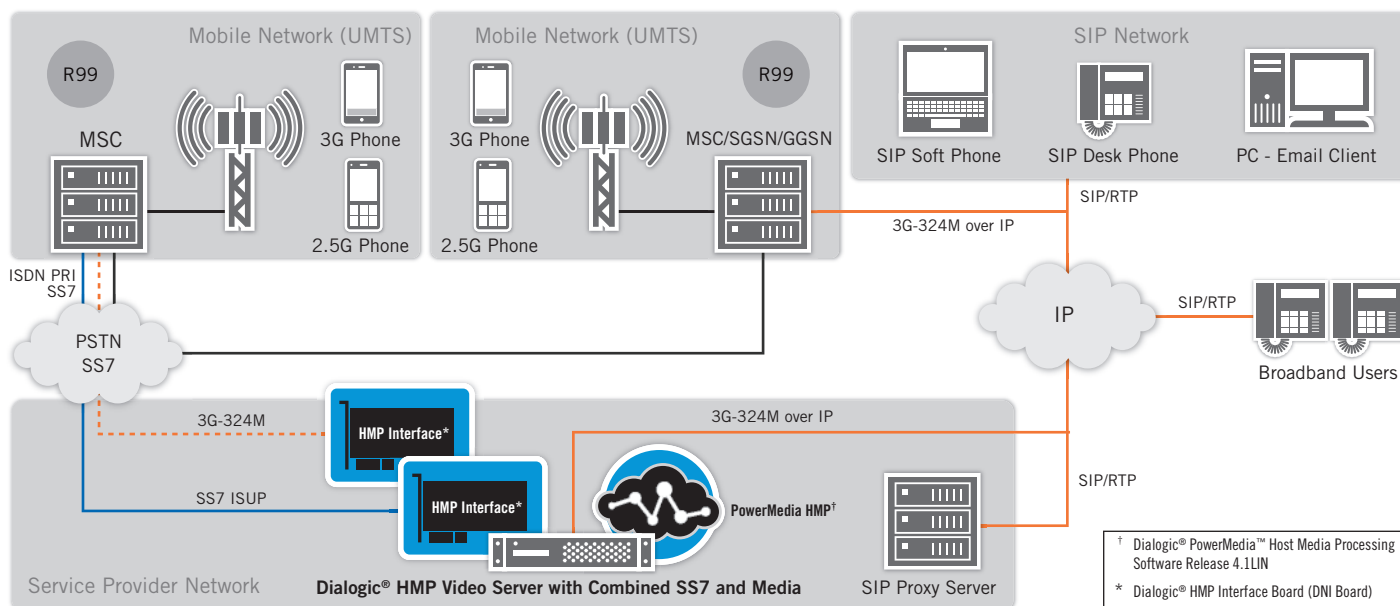 Mobile Network (UMTS)
R99
MSC
3G Phone
2.5G Phone
Mobile Network (UMTS)
R99
3G Phone
MSC/SGSN/GGSN
2.5G Phone
SIP Network
SIP Soft Phone
SIP Desk Phone
PC - Email Client
SIP/RTP
3G-324M over IP
ISDN PRI
SS7
PSTN
SS7
IP
SIP/RTP
Broadband Users
3G-324M
HMP Interface*
3G-324M over IP
SS7 ISUP
HMP Interface*
PowerMedia HMP†
SIP/RTP
Service Provider Network
Dialogic® HMP Video Server with Combined SS7 and Media
SIP Proxy Server
† Dialogic® PowerMedia™ Host Media Processing
Software Release 4.1LIN
* Dialogic® HMP Interface Board (DNI Board)